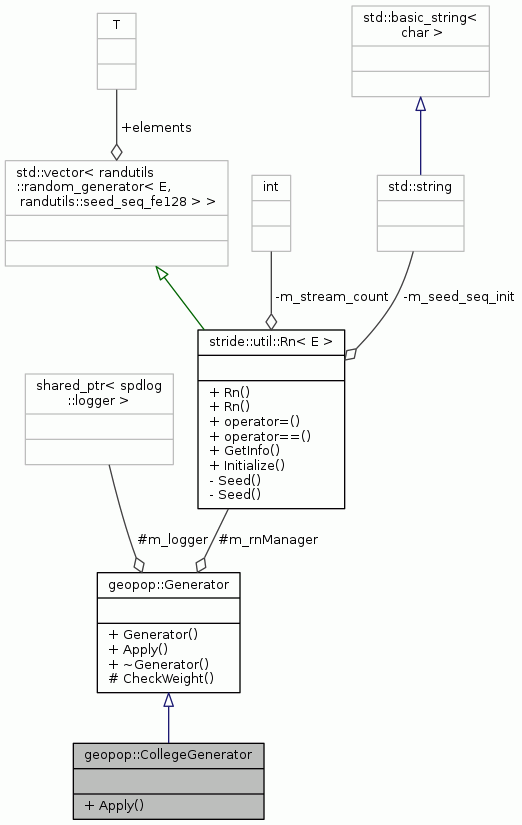 T
std::basic_string<
char >
+elements
std::vector< randutils
::random_generator< E,
randutils::seed_seq_fe128 > >
int
std::string
-m_stream_count
-m_seed_seq_init
stride::util::Rn< E >
+ Rn()
+ Rn()
+ operator=()
+ operator==()
+ GetInfo()
+ Initialize()
- Seed()
- Seed()
shared_ptr< spdlog
::logger >
#m_logger
#m_rnManager
geopop::Generator
+ Generator()
+ Apply()
+ ~Generator()
# CheckWeight()
geopop::CollegeGenerator
+ Apply()